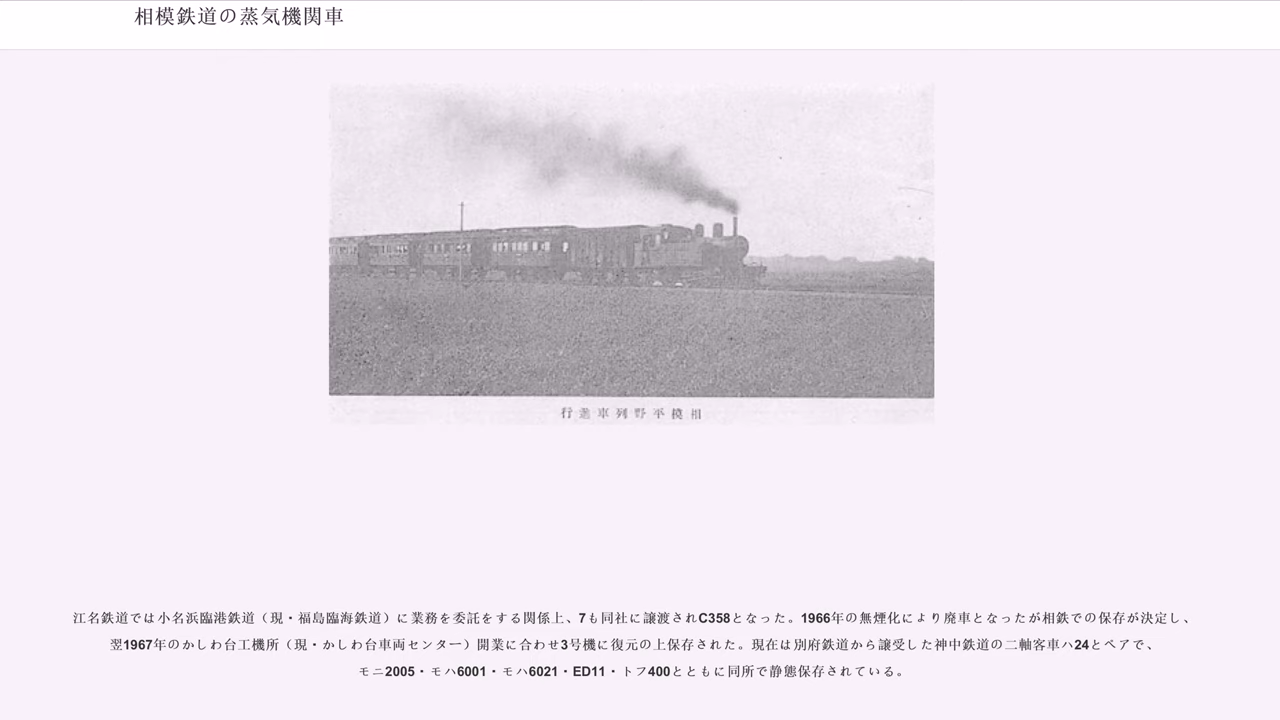 相模鉄道の蒸気機関車
行進車列野平模相
江名鉄道では小名浜臨港鉄道（現・福島臨海鉄道）に業務を委託をする関係上、7も同社に譲渡されC358となった。1966年の無煙化により廃車となったが相鉄での保存が決定し、
翌1967年のかしわ台工機所（現・かしわ台車両センター）開業に合わせ3号機に復元の上保存された。現在は別府鉄道から譲受した神中鉄道の二軸客車ハ24とペアで、
モニ2005・モハ6001・モハ6021・ED11・トフ400とともに同所で静態保存されている。